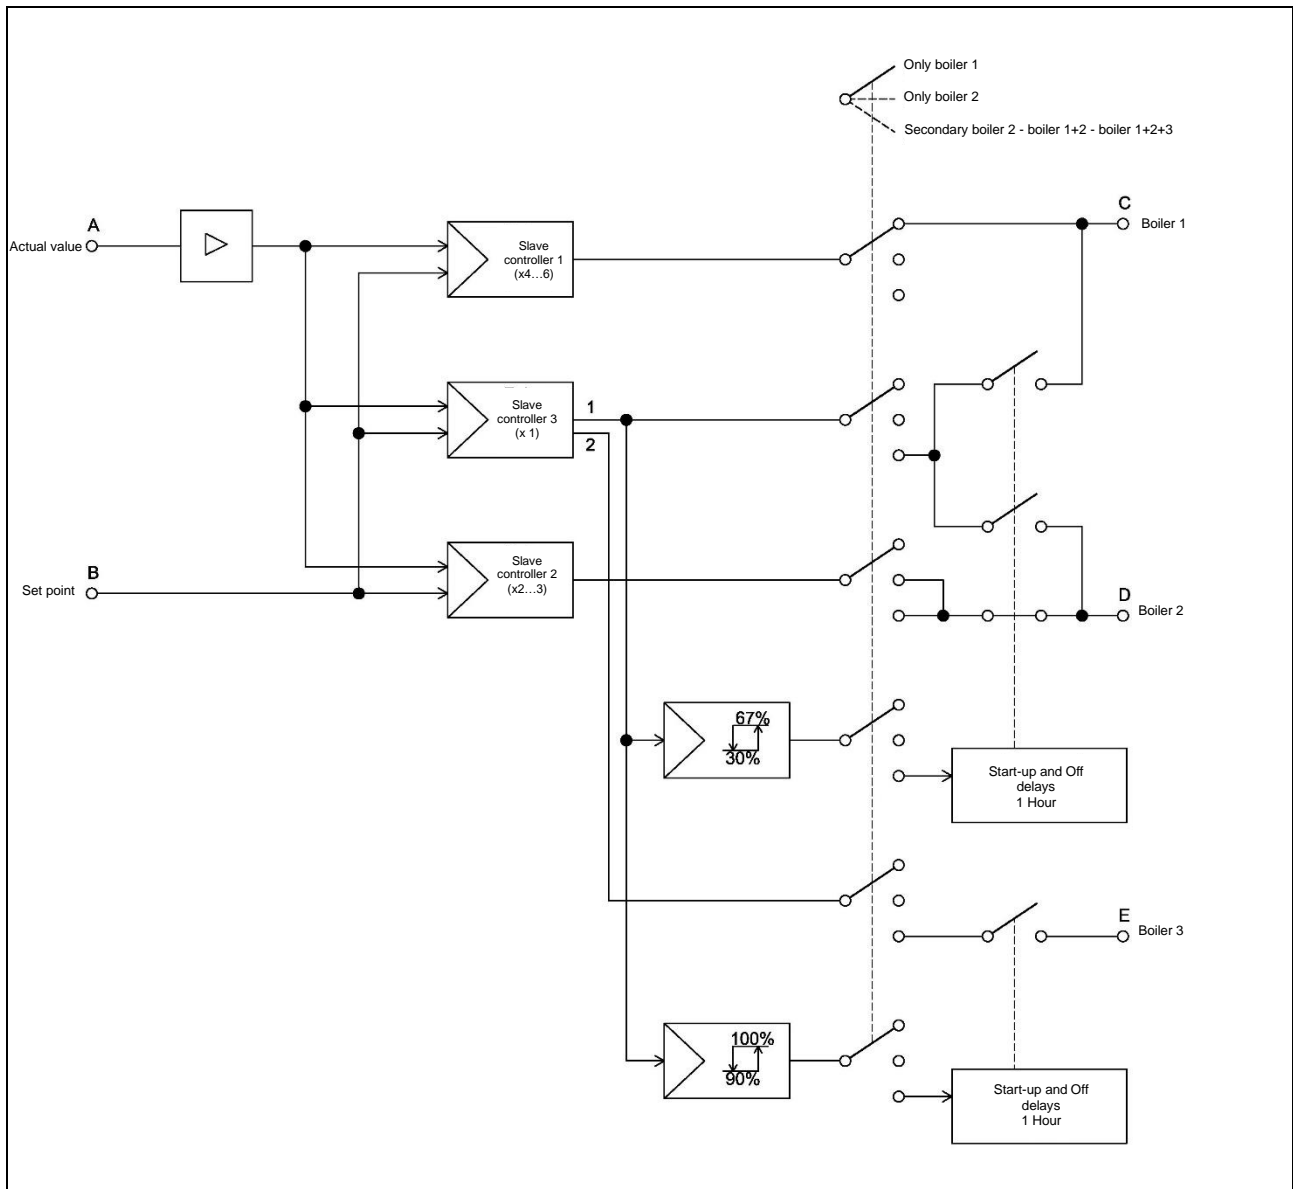 Only boiler 1
Only boiler 2
Secondary boiler 2 - boiler 1+2 - boiler 1+2+3
A
Actual value
Slave
controller 1
(x4…6)
C
Boiler 1
Slave
controller 3
(x 1)
1
2
B
Set point
Slave
controller 2
(x2…3)
D
Boiler 2
67%
30%
Start-up and Off
delays
1 Hour
E
Boiler 3
100%
90%
Start-up and Off
delays
1 Hour